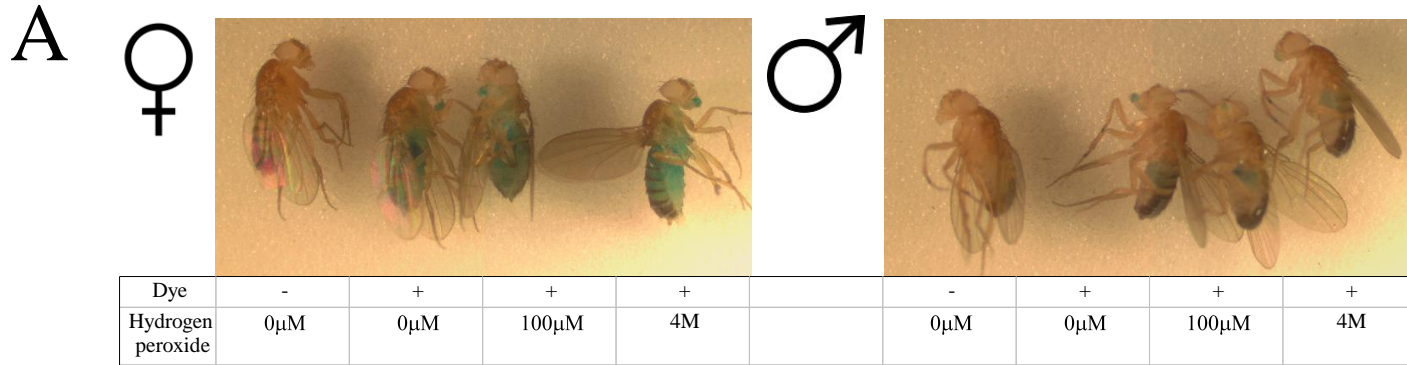 A
Dye - + + + - + + +
Hydrogen peroxide 0μM 0μM 100μM 4M 0μM 0μM 100μM 4M